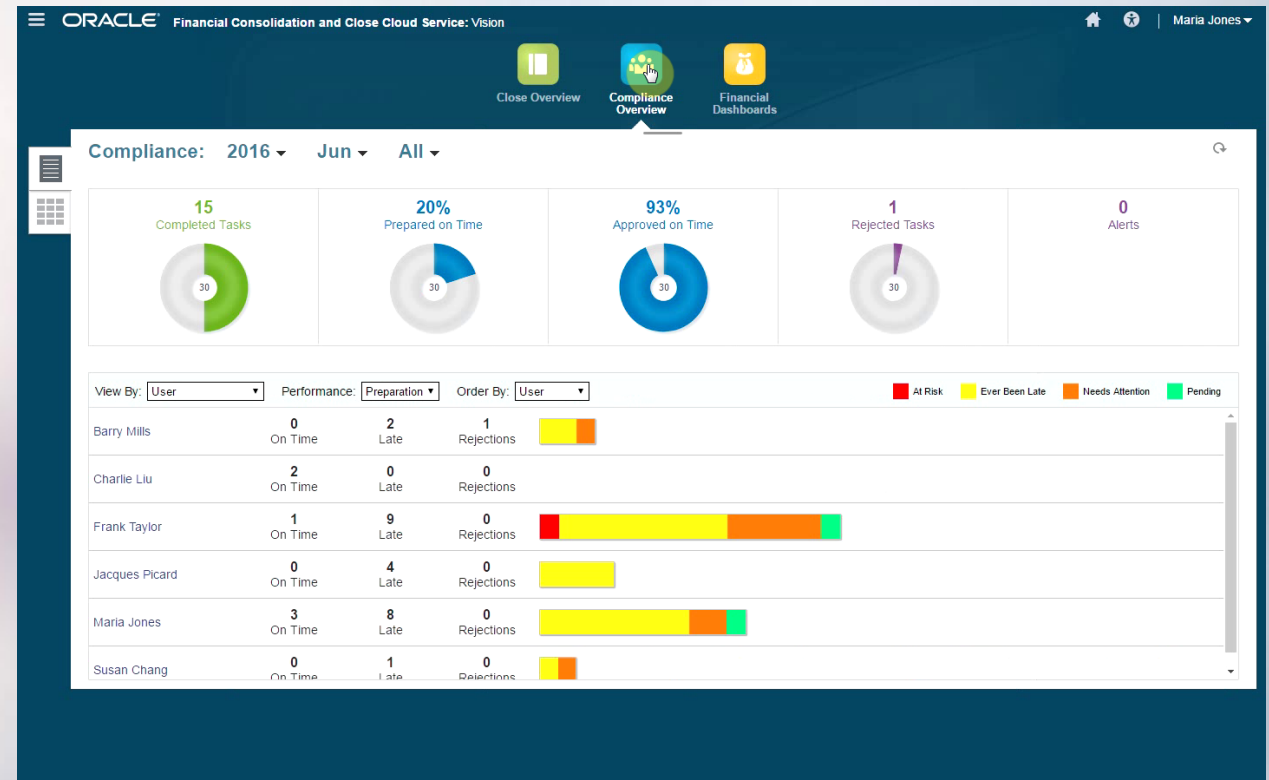 ORACLE Financial Consolidation and Close Cloud Service: Vision
Maria Jones
Close Overview
Compliance
Overview
Financial
Dashboards
Compliance: 2016 Jun All
15
Completed Tasks
30
20%
Prepared on Time
30
93%
Approved on Time
30
1
Rejected Tasks
30
0
Alerts
View By: User Performance: Preparation Order By: User
At Risk Ever Been Late Needs Attention Pending
Barry Mills
0 2 1
On Time Late Rejections
Charlie Liu
2 0 0
On Time Late Rejections
Frank Taylor
1 9 0
On Time Late Rejections
Jacques Picard
0 4 0
On Time Late Rejections
Maria Jones
3 8 0
On Time Late Rejections
Susan Chang
0 1 0
On Time Late Rejections